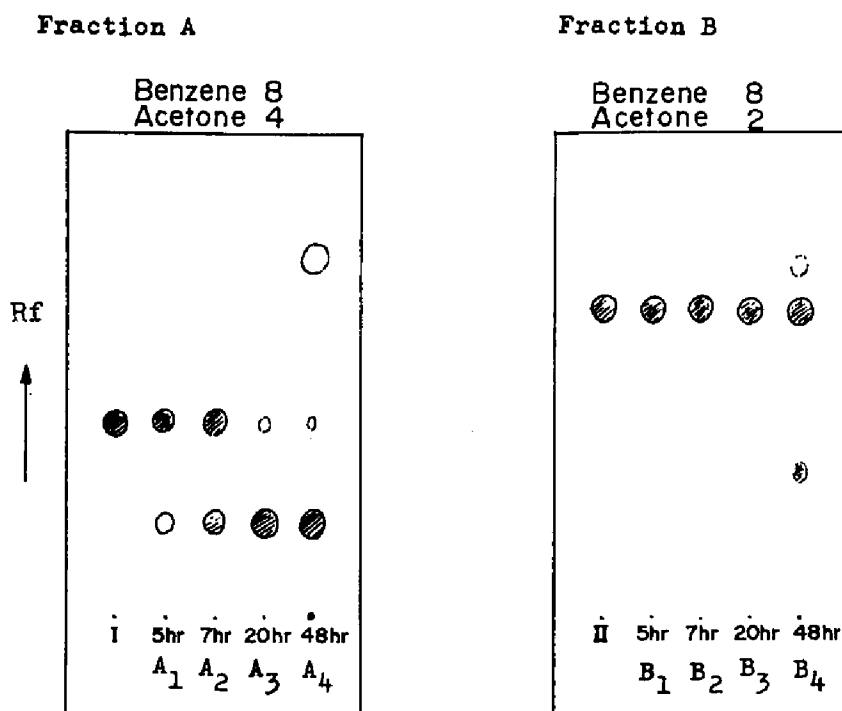 Fraction A
Benzene 8
Acetone 4
Rf
I 5hr 7hr 20hr 48hr
A1 A2 A3 A4
Fraction B
Benzene 8
Acetone 2
II 5hr 7hr 20hr 48hr
B1 B2 B3 B4